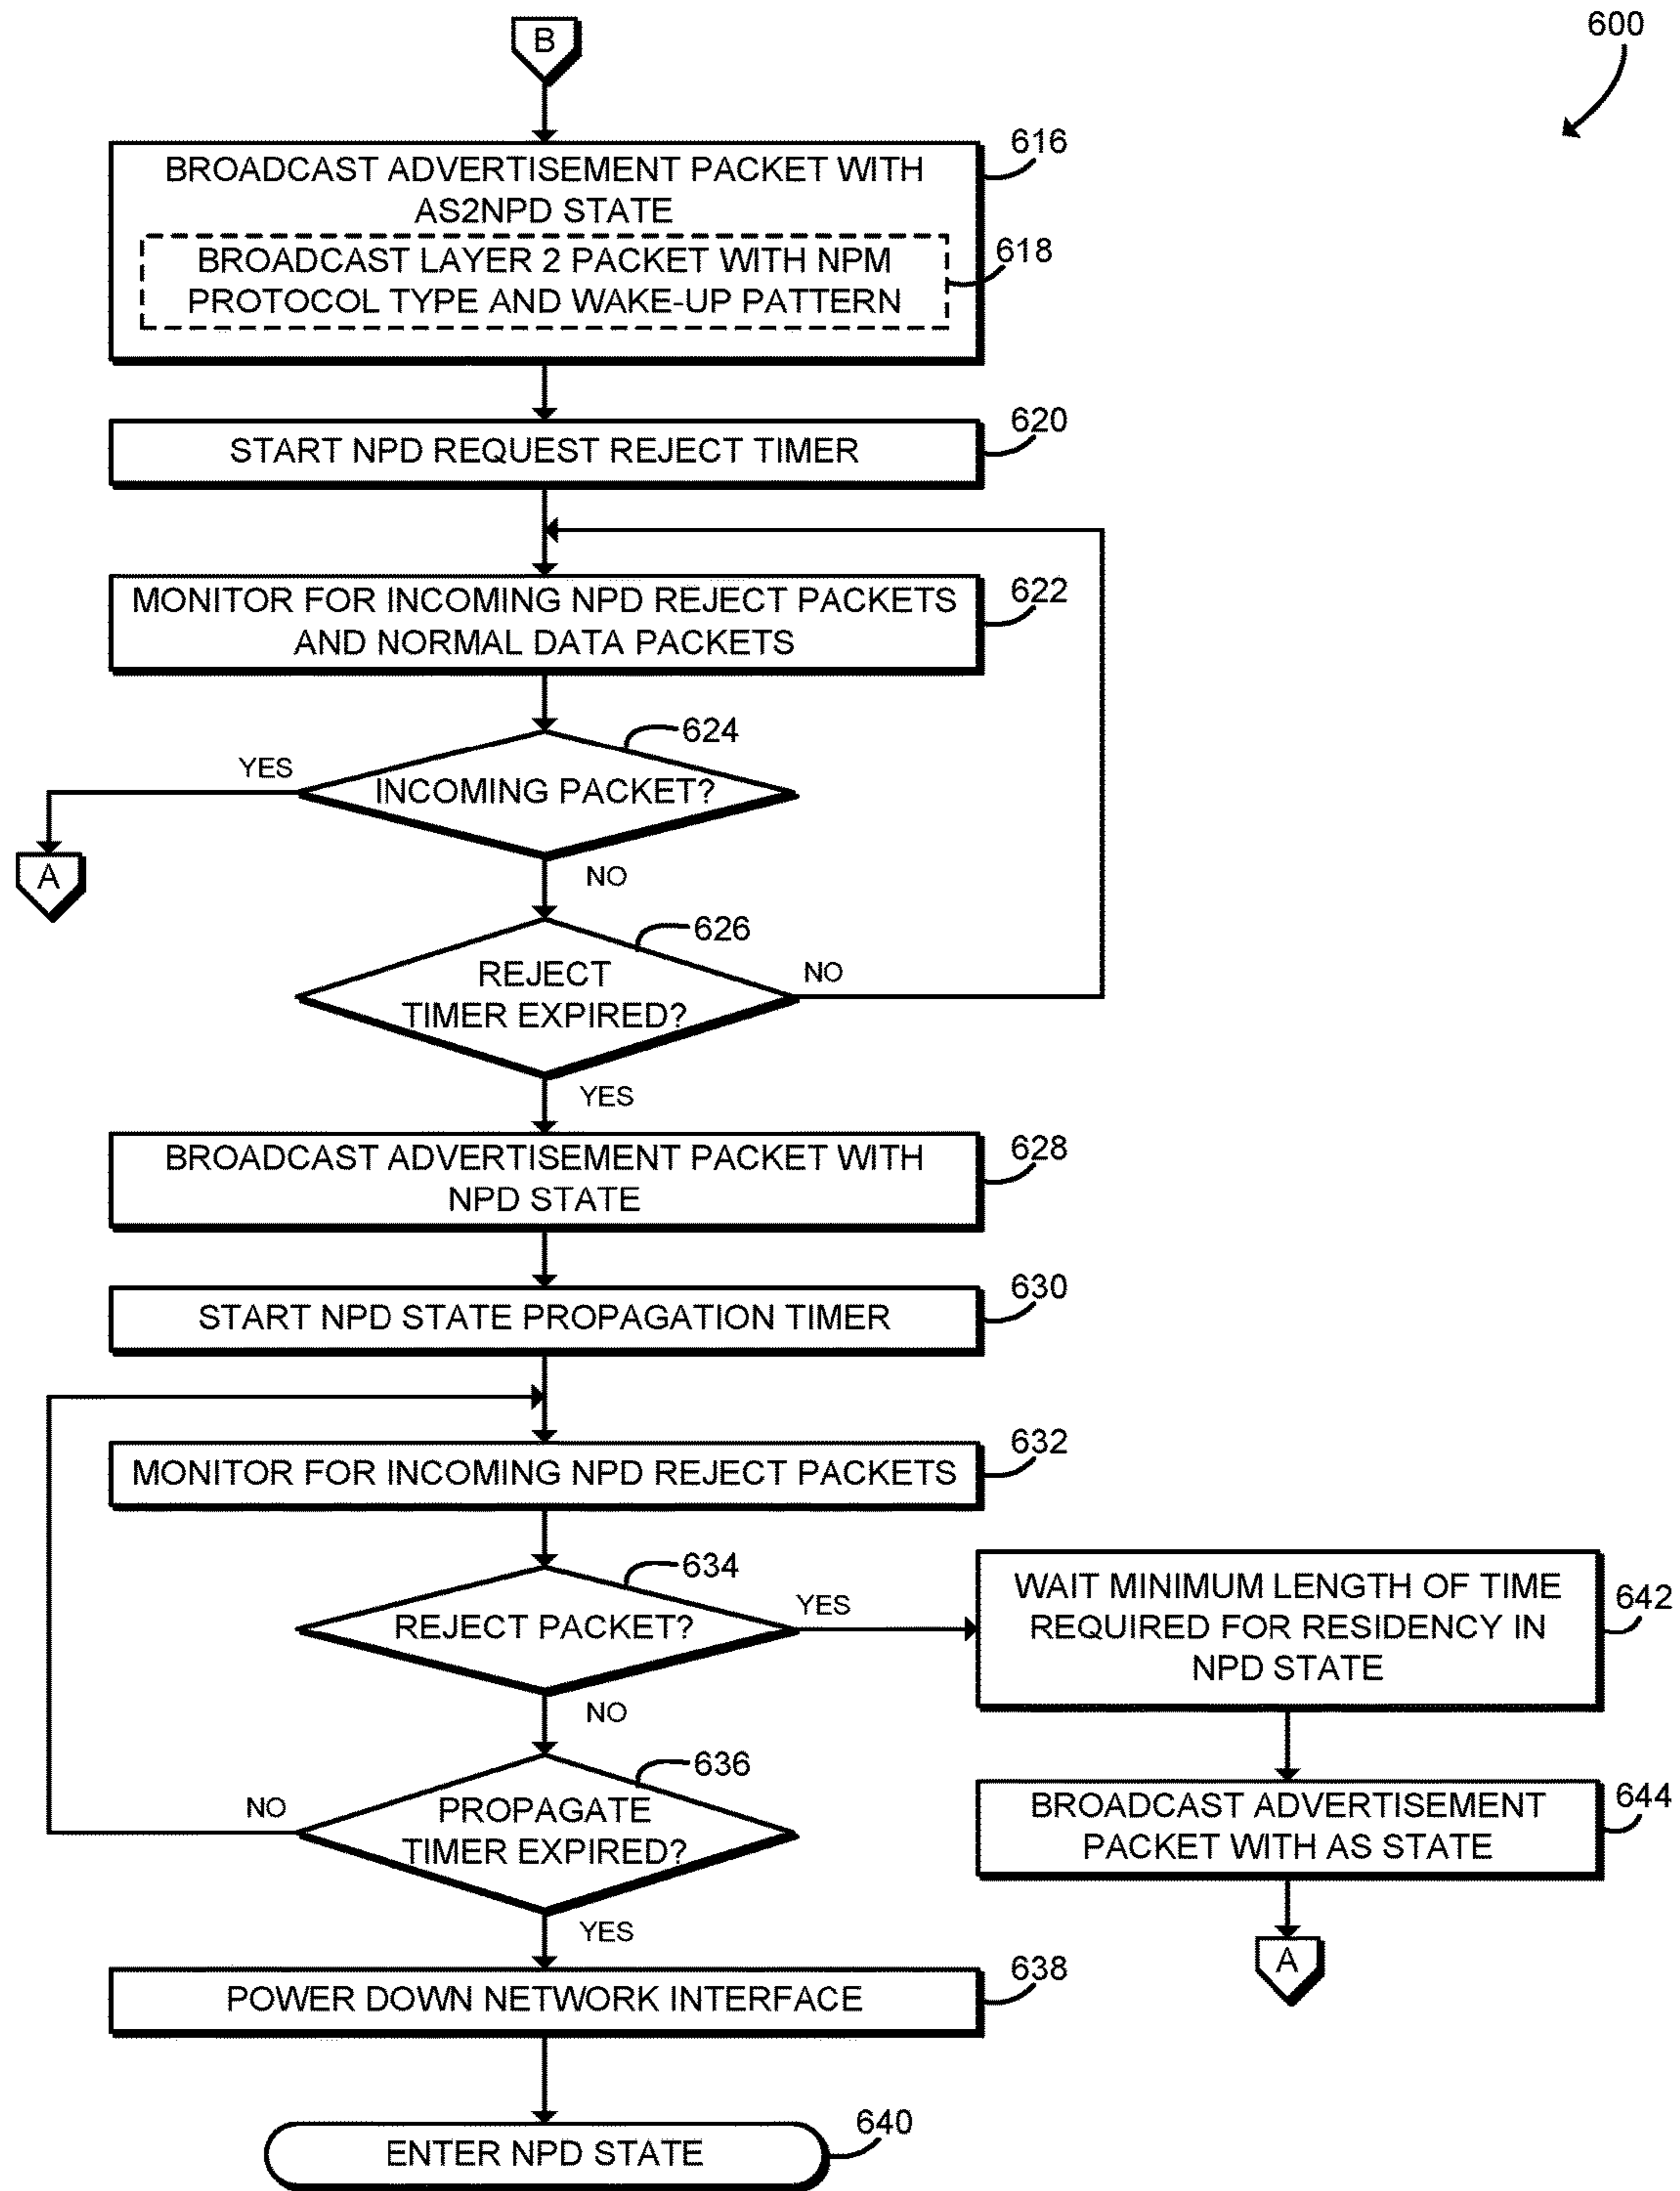 B
600
BROADCAST ADVERTISEMENT PACKET WITH
AS2NPD STATE
616
BROADCAST LAYER 2 PACKET WITH NPM
PROTOCOL TYPE AND WAKE-UP PATTERN
618
START NPD REQUEST REJECT TIMER
620
MONITOR FOR INCOMING NPD REJECT PACKETS
AND NORMAL DATA PACKETS
622
624
YES
INCOMING PACKET?
A
NO
626
REJECT
TIMER EXPIRED?
NO
YES
BROADCAST ADVERTISEMENT PACKET WITH
NPD STATE
628
START NPD STATE PROPAGATION TIMER
630
MONITOR FOR INCOMING NPD REJECT PACKETS
632
634
REJECT PACKET?
YES
WAIT MINIMUM LENGTH OF TIME
REQUIRED FOR RESIDENCY IN
NPD STATE
642
NO
636
NO
PROPAGATE
TIMER EXPIRED?
BROADCAST ADVERTISEMENT
PACKET WITH AS STATE
644
YES
A
POWER DOWN NETWORK INTERFACE
638
ENTER NPD STATE
640